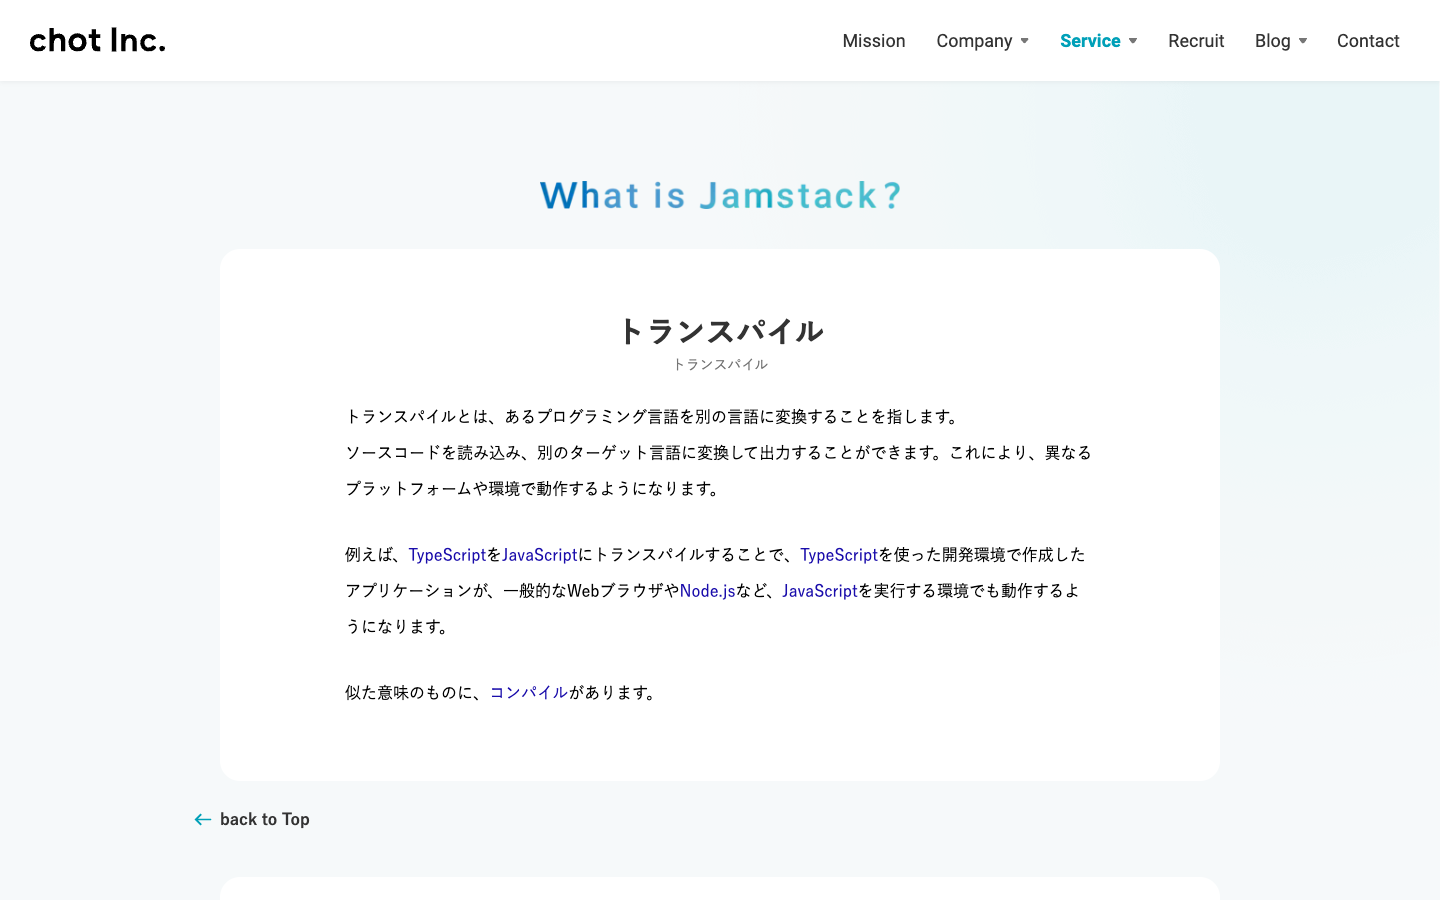 chot Inc.
Mission Company Service Recruit Blog Contact
What is Jamstack?
トランスパイル
トランスパイル
トランスパイルとは、あるプログラミング言語を別の言語に変換することを指します。
ソースコードを読み込み、別のターゲット言語に変換して出力することができます。これにより、異なる
プラットフォームや環境で動作するようになります。
例えば、TypeScriptをJavaScriptにトランスパイルすることで、TypeScriptを使った開発環境で作成した
アプリケーションが、一般的なWebブラウザやNode.jsなど、JavaScriptを実行する環境でも動作するよ
うになります。
似た意味のものに、コンパイルがあります。
back to Top